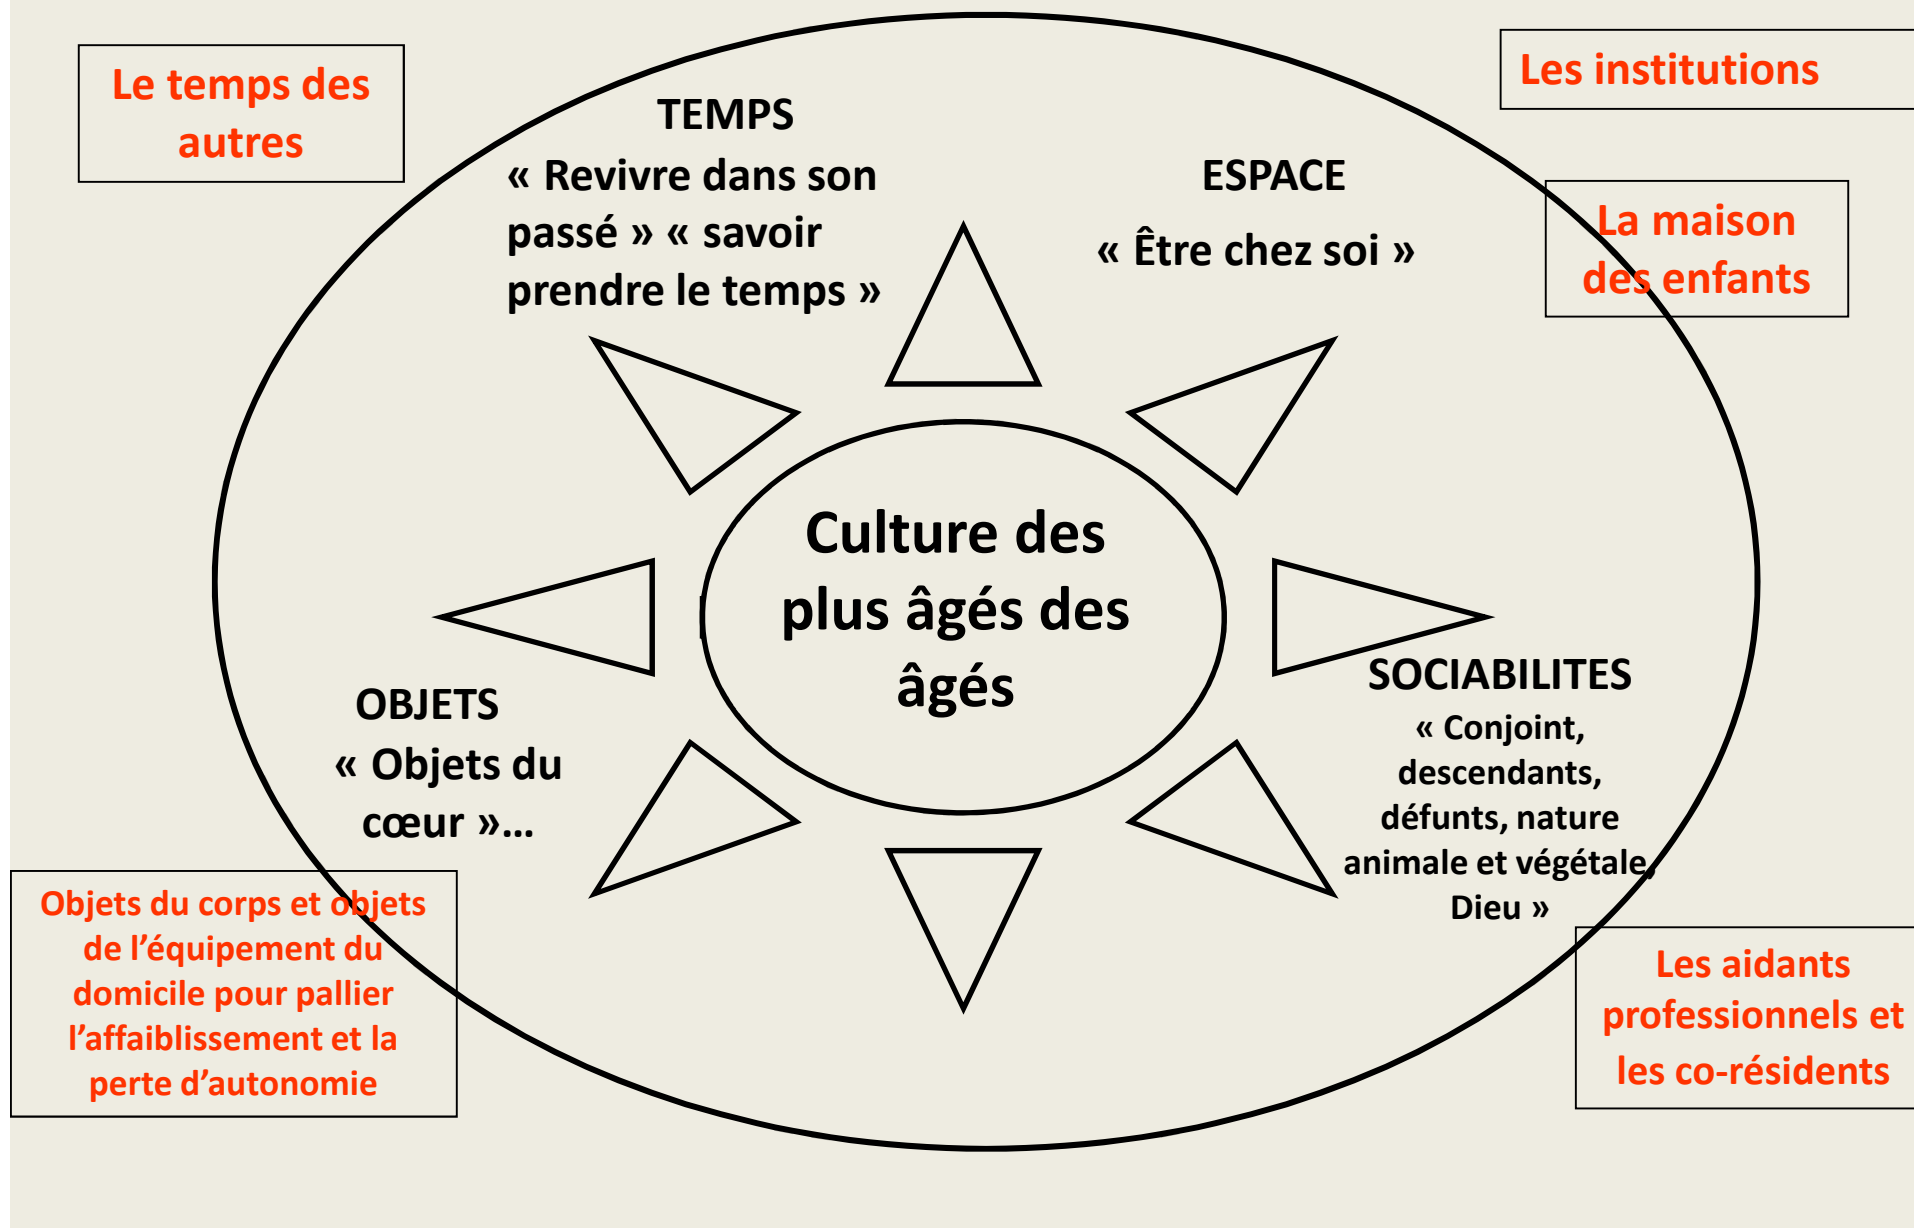 Le temps des
autres
TEMPS
« Revivre dans son
passé » « savoir
prendre le temps »
ESPACE
« Être chez soi »
Les institutions
La maison
des enfants
Culture des
plus âgés des
âgés
OBJETS
« Objets du
cœur »...
SOCIABILITES
« Conjoint,
descendants,
défunts, nature
animale et végétale,
Dieu »
Objets du corps et objets
de l’équipement du
domicile pour pallier
l’affaiblissement et la
perte d’autonomie
Les aidants
professionnels et
les co-résidents